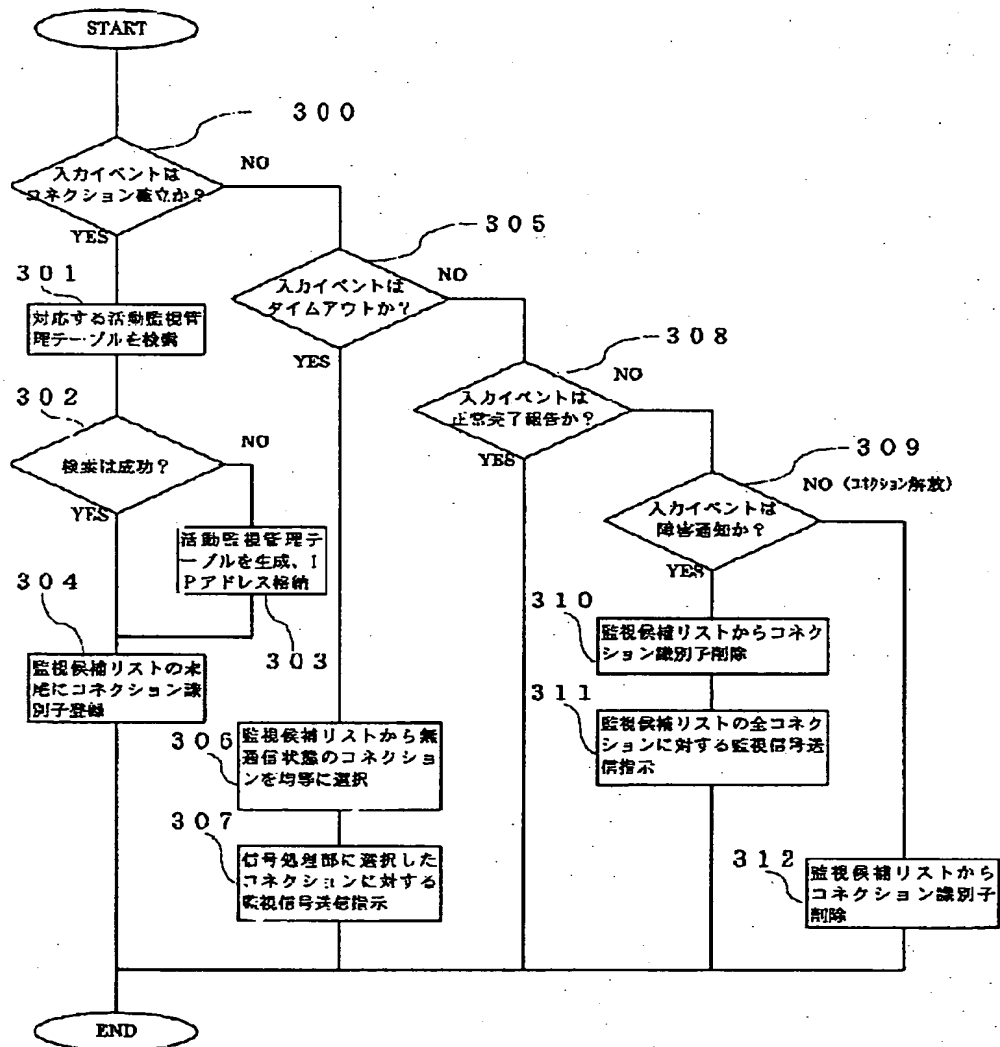 START
300
入力イベントは
コネクション確立か？
NO
YES
305
入力イベントは
タイムアウトか？
NO
YES
301
対応する活動監視管
理テーブルを検索
308
入力イベントは
正常完了報告か？
NO
YES
302
検索は成功？
NO
YES
309
NO（コネクション解放）
入力イベントは
障害通知か？
YES
活動監視管理テ
ーブルを生成、I
Pアドレス格納
303
304
監視候補リストの末
尾にコネクション識
別子登録
310
監視候補リストからコネク
ション識別子削除
311
監視候補リストの全コネク
ションに対する監視信号送
信指示
306
監視候補リストから無
通信状態のコネクション
を均等に選択
307
信号処理部に選択した
コネクションに対する
監視信号送信指示
312
監視候補リストから
コネクション識別子
削除
END